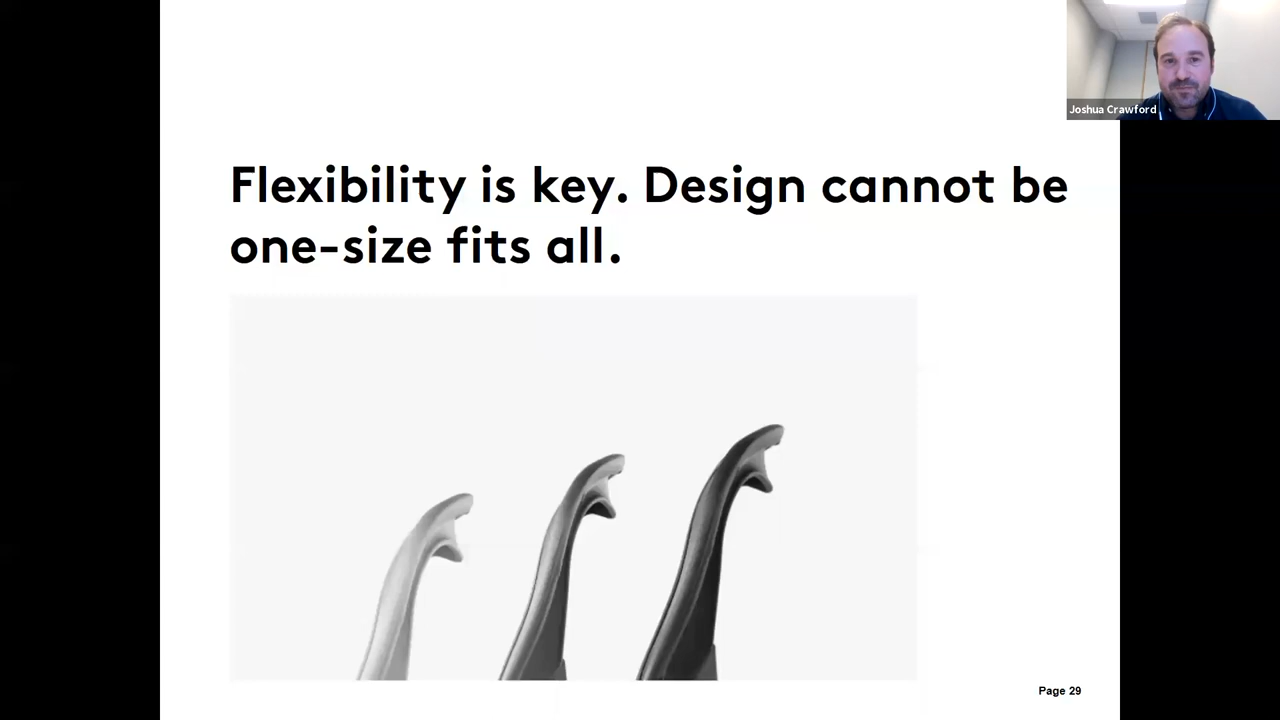 Joshua Crawford
Flexibility is key. Design cannot be
one-size fits all.
Page 29